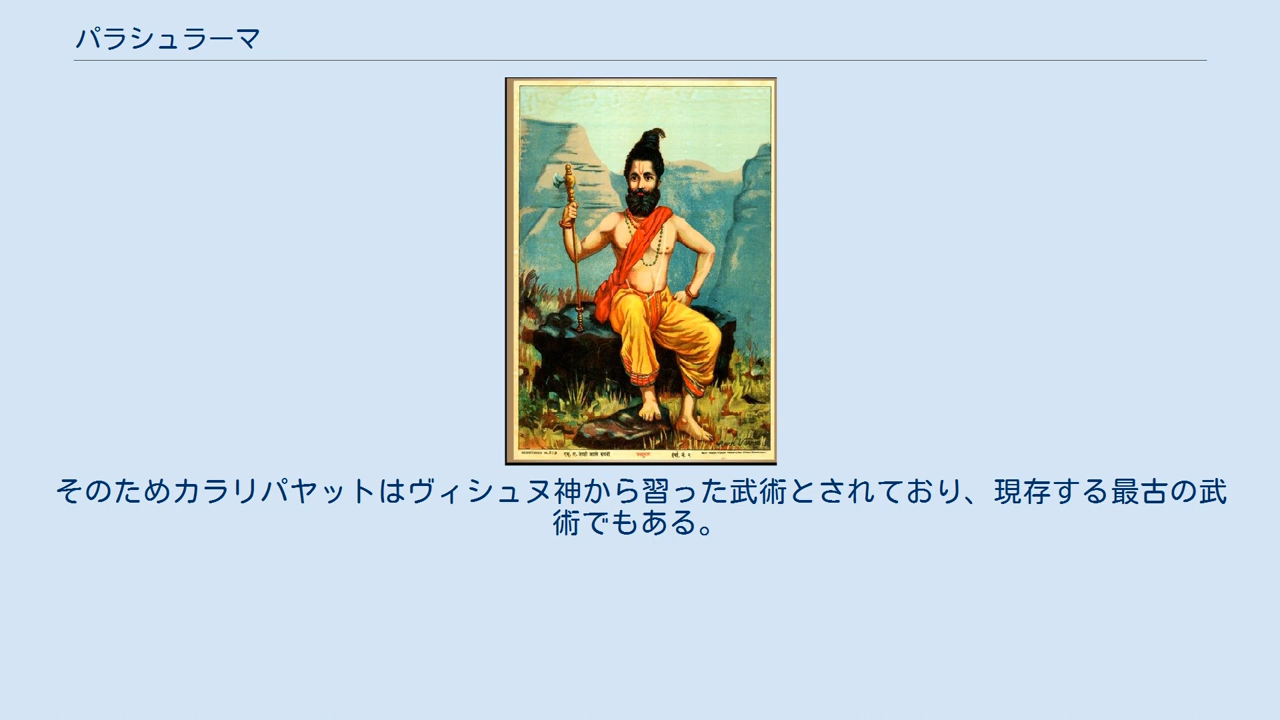 パラシュラーマ
そのためカラリパヤットはヴィシュヌ神から習った武術とされており、現存する最古の武
術でもある。